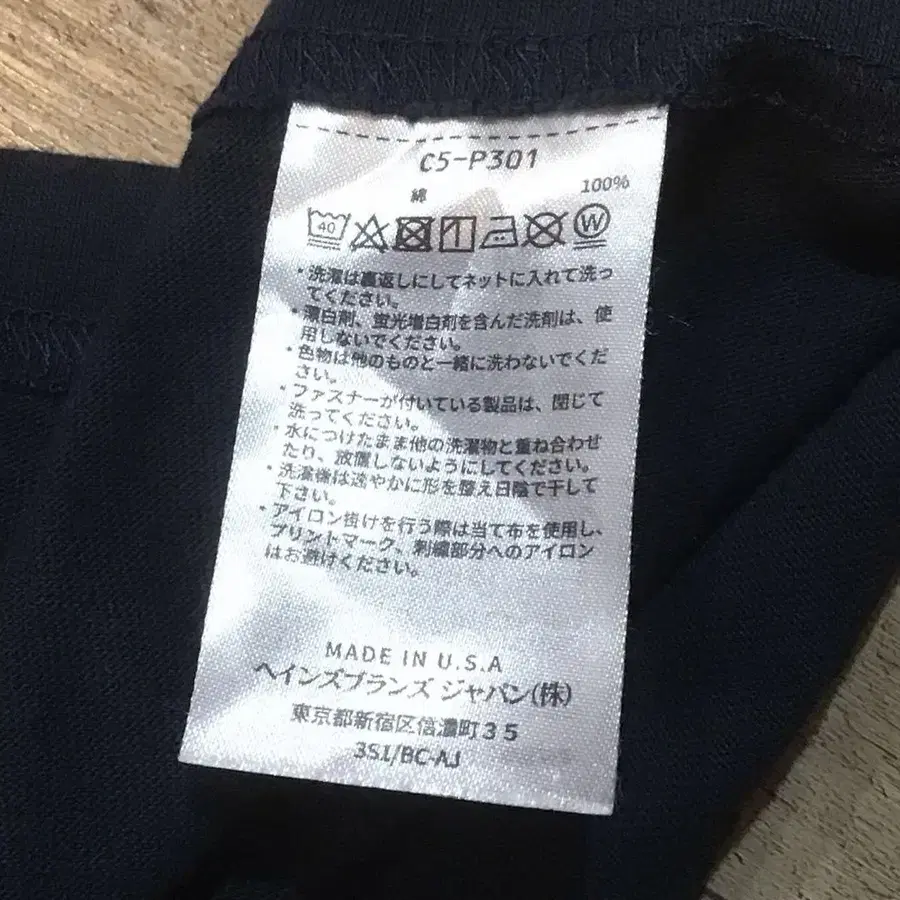 C5-P301
綿 100%
40 W
・洗濯は裏返しにしてネットに入れて洗っ
てください。
・漂白剤、蛍光増白剤を含んだ洗剤は、使
用しないでください。
・色物は他のものと一緒に洗わないでくだ
さい。
・ファスナーが付いている製品は、閉じて
洗ってください。
・水につけたまま他の洗濯物と重ね合わせ
たり、放置しないようにしてください。
・洗濯後は速やかに形を整え日陰で干して
下さい。
・アイロン掛けを行う際は当て布を使用し、
プリントマーク、刺繍部分へのアイロン
はお避けください。
MADE IN U.S.A
ヘインズブランズ ジャパン(株)
東京都新宿区信濃町35
3S1/BC-AJ